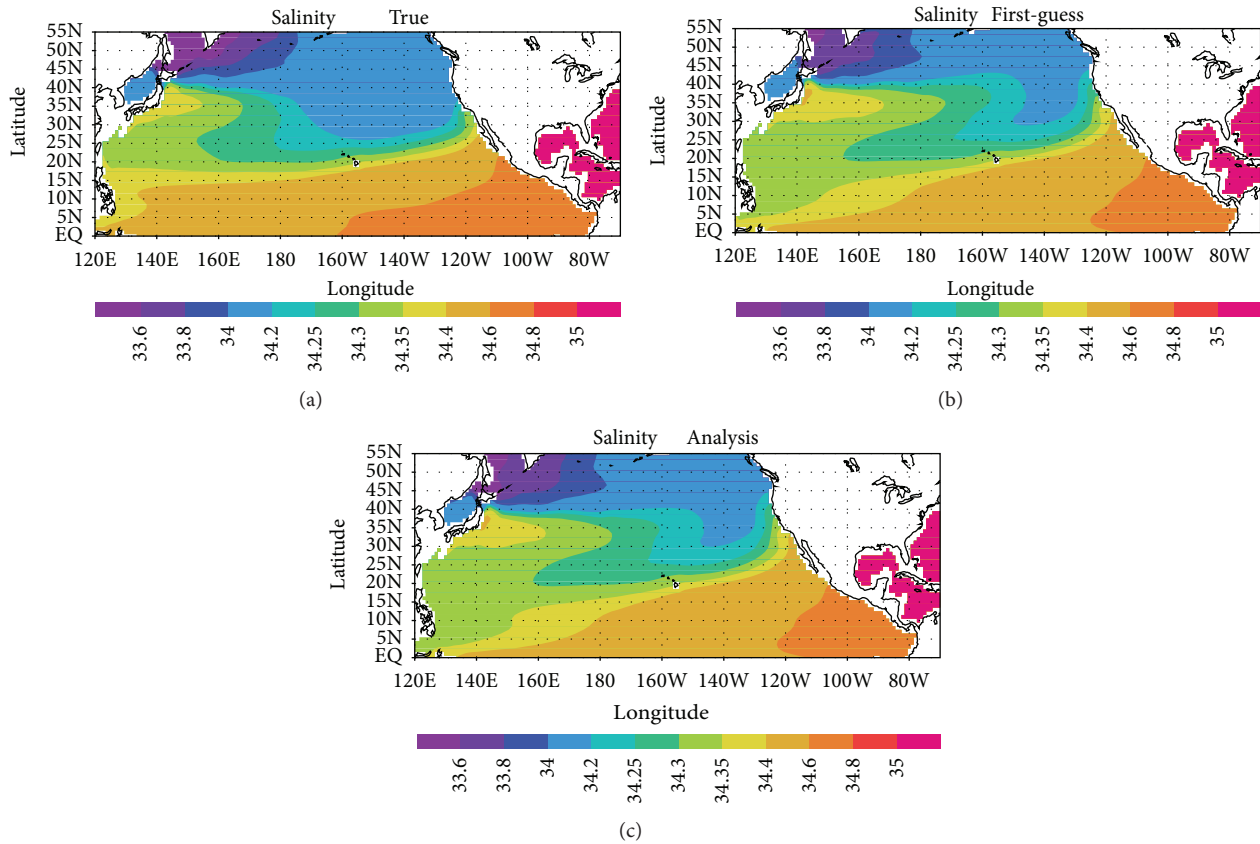 Salinity True
55N
50N
45N
40N
35N
30N
25N
20N
15N
10N
5N
EQ
Latitude
120E 140E 160E 180 160W 140W 120W 100W 80W
Longitude
33.6 33.8 34 34.2 34.25 34.3 34.35 34.4 34.6 34.8 35
(a)
Salinity First-guess
55N
50N
45N
40N
35N
30N
25N
20N
15N
10N
5N
EQ
Latitude
120E 140E 160E 180 160W 140W 120W 100W 80W
Longitude
33.6 33.8 34 34.2 34.25 34.3 34.35 34.4 34.6 34.8 35
(b)
Salinity Analysis
55N
50N
45N
40N
35N
30N
25N
20N
15N
10N
5N
EQ
Latitude
120E 140E 160E 180 160W 140W 120W 100W 80W
Longitude
33.6 33.8 34 34.2 34.25 34.3 34.35 34.4 34.6 34.8 35
(c)